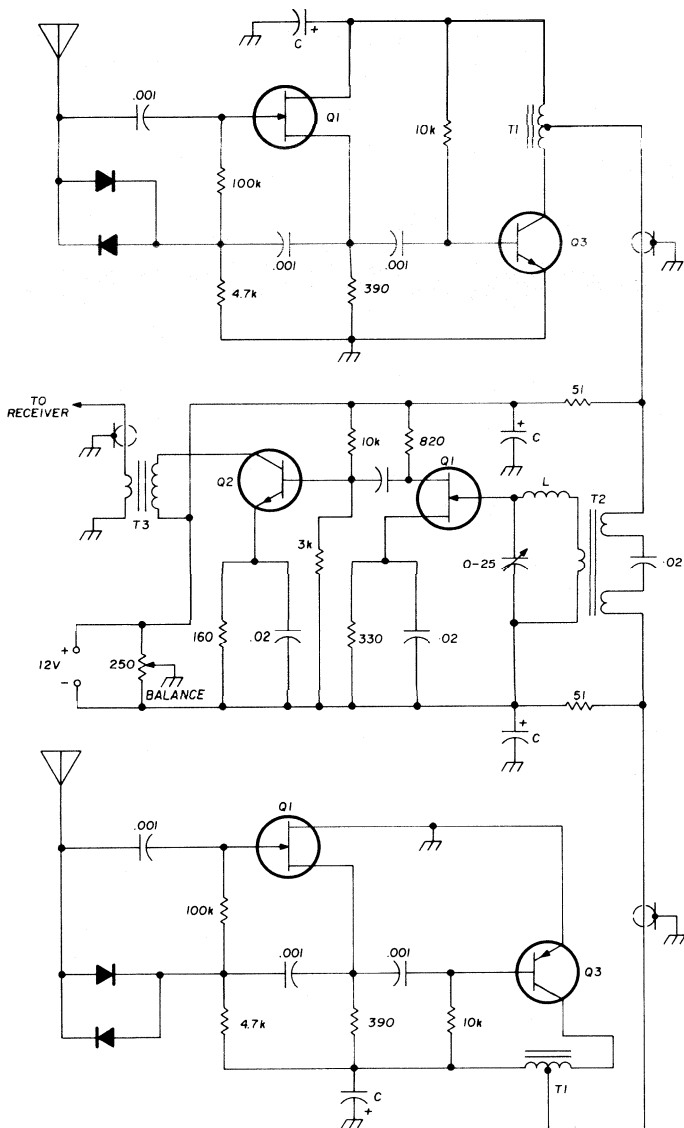 C
+
.001
Q1
10k
T1
100k
Q3
.001
.001
4.7k
390
TO
RECEIVER
51
10k
820
+
C
Q1
Q2
L
T2
T3
3k
0-25
.02
+
12V
-
250
BALANCE
160
.02
330
.02
51
+
C
Q1
.001
100k
.001
.001
Q3
4.7k
390
10k
C
+
T1